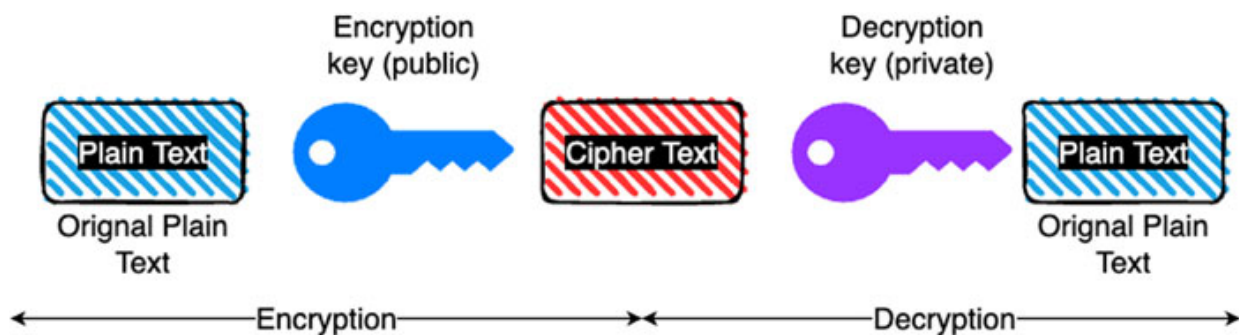 Encryption
key (public)
Decryption
key (private)
Plain Text
Cipher Text
Plain Text
Orignal Plain
Text
Orignal Plain
Text
Encryption
Decryption